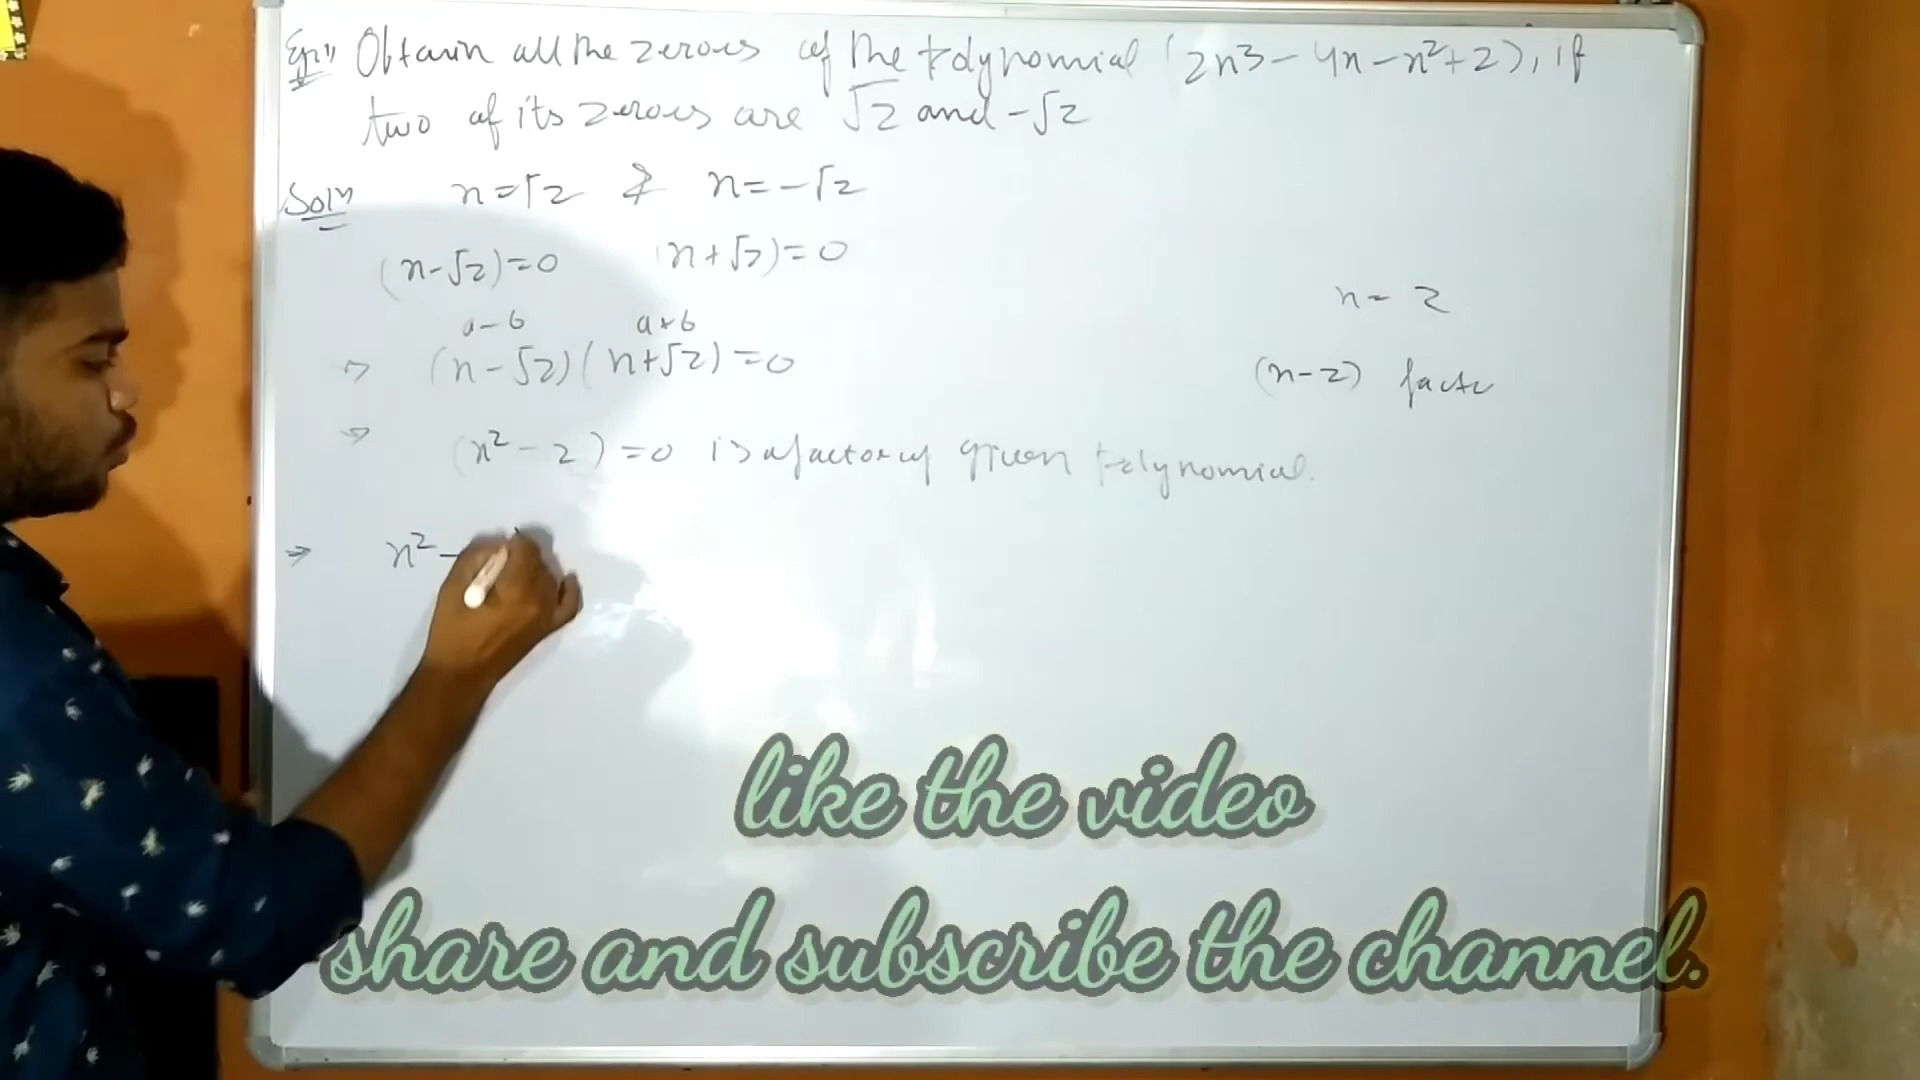 Obtain all the zeroes of the polynomial (2x³ - 4x - x² + 2), if
two of its zeroes are √2 and -√2
Solⁿ x = √2 & x = -√2
(x-√2)=0 (x+√2)=0
a-b a+b
⇒ (x-√2)(x+√2)=0
⇒ (x² - 2)=0 is a factor of given polynomial.
⇒ x² -
x = 2
(x-2) facto
like the video
share and subscribe the channel.